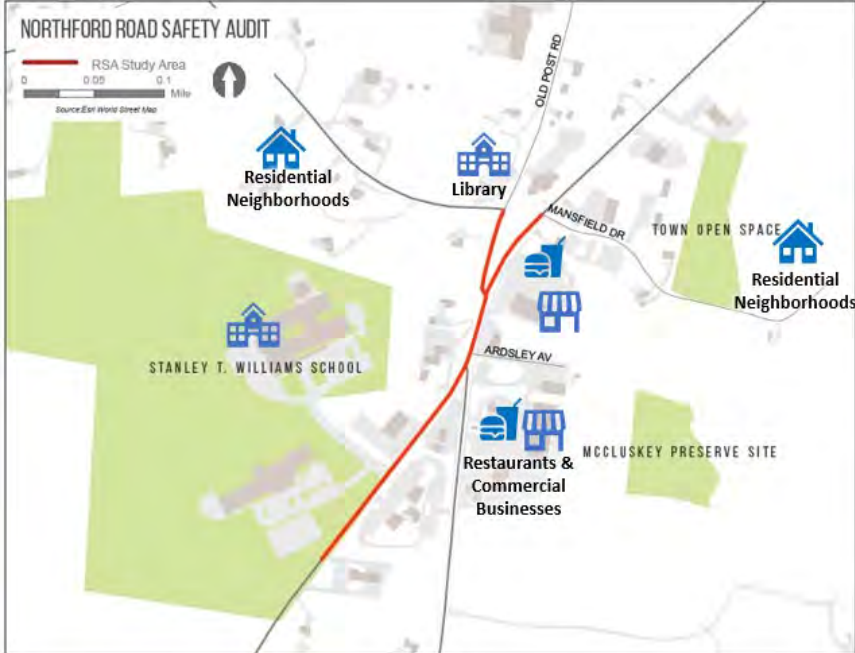 NORTHFORD ROAD SAFETY AUDIT
RSA Study Area
0 0.05 0.1
Mile
Source:Esri World Street Map
OLD POST RD
Residential
Neighborhoods
Library
MANSFIELD DR
TOWN OPEN SPACE
Residential
Neighborhoods
STANLEY T. WILLIAMS SCHOOL
ARDSLEY AV
MCCLUSKEY PRESERVE SITE
Restaurants &
Commercial
Businesses